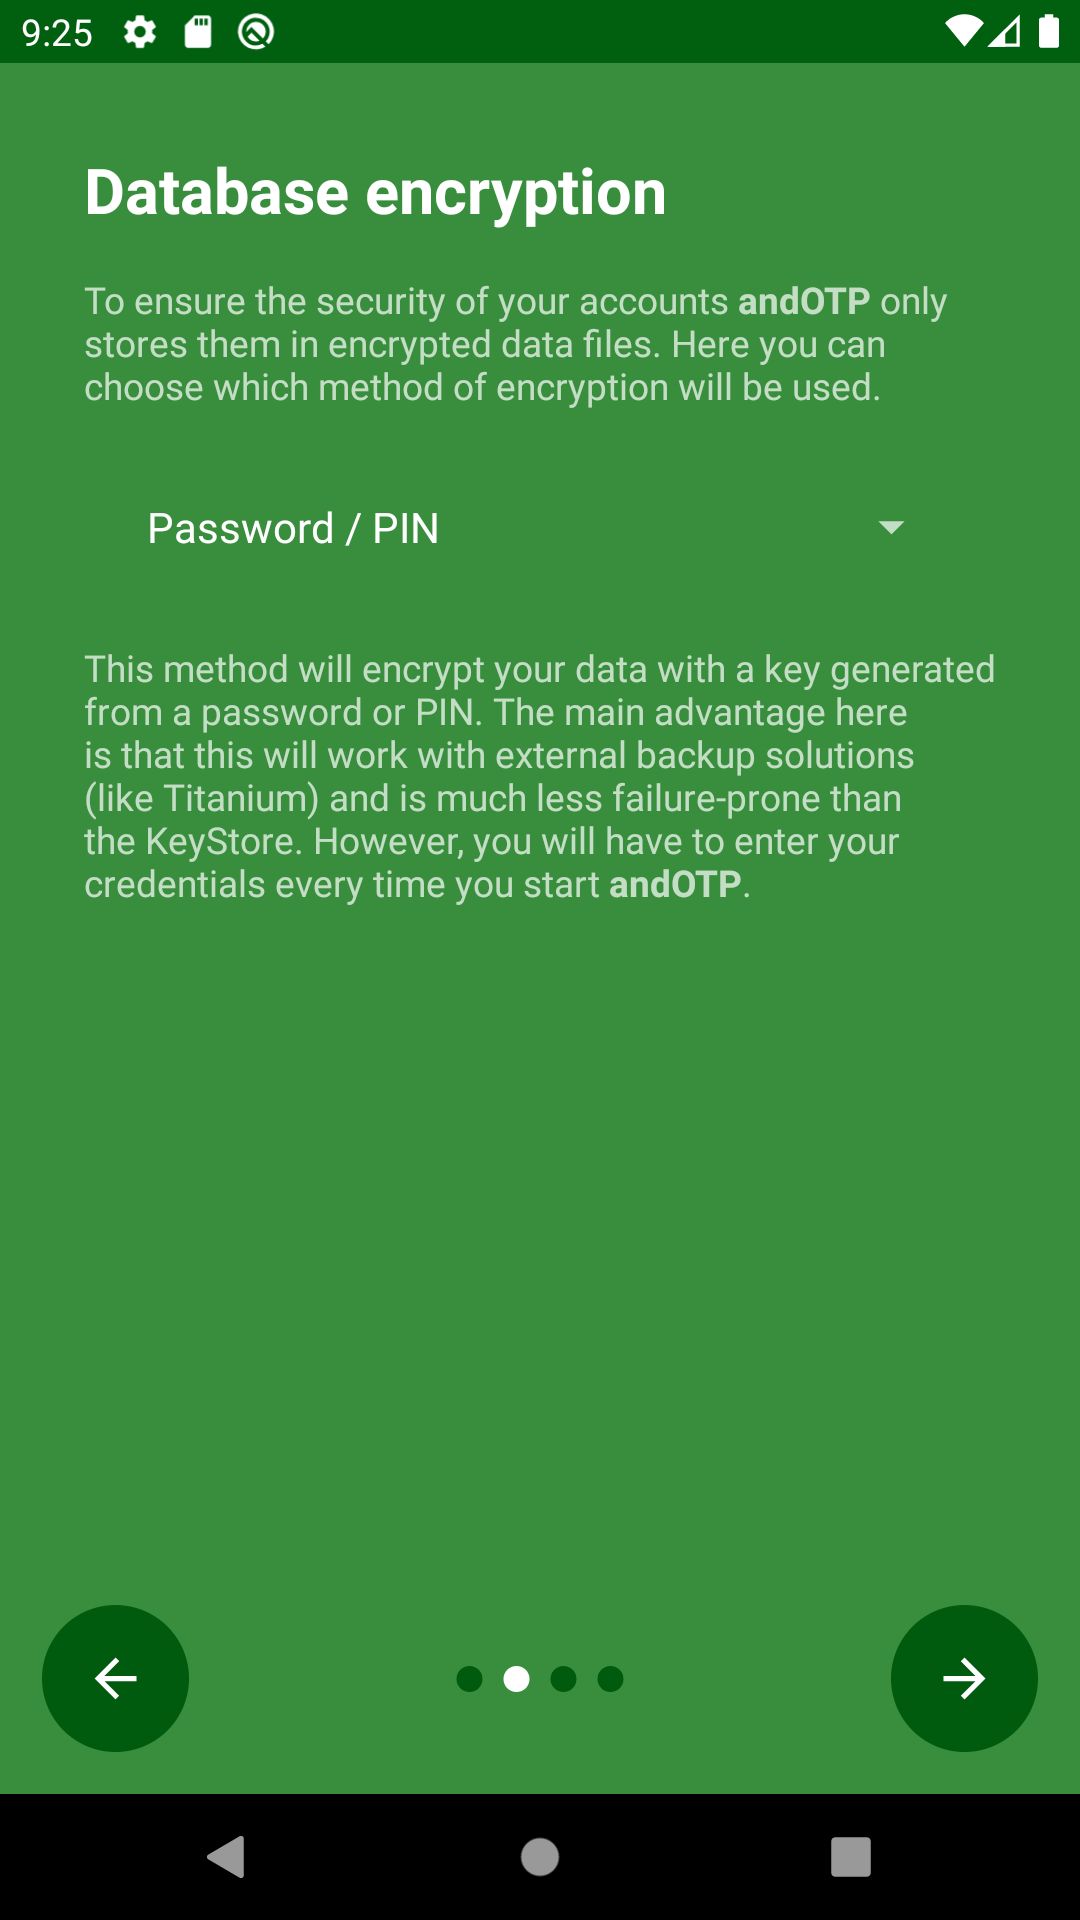 9:25
Database encryption
To ensure the security of your accounts andOTP only
stores them in encrypted data files. Here you can
choose which method of encryption will be used.
Password / PIN
This method will encrypt your data with a key generated
from a password or PIN. The main advantage here
is that this will work with external backup solutions
(like Titanium) and is much less failure-prone than
the KeyStore. However, you will have to enter your
credentials every time you start andOTP.